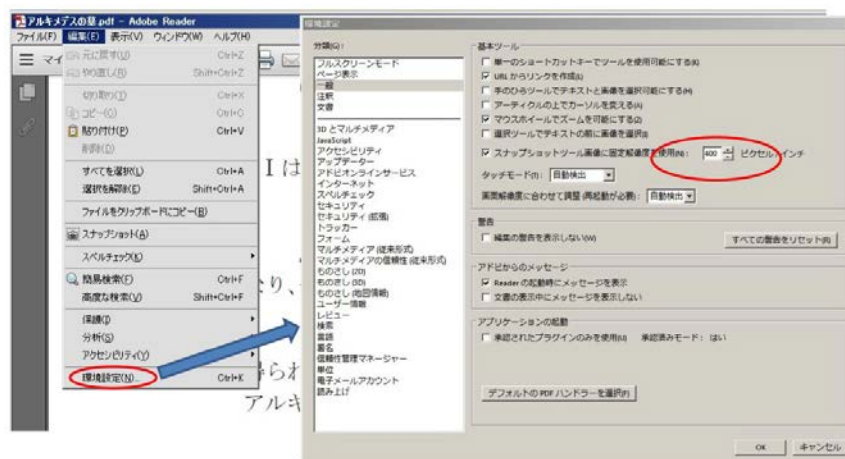 アルキメデスの墓.pdf - Adobe Reader
ファイル(F) 編集(E) 表示(V) ウィンドウ(W) ヘルプ(H)
マイ
元に戻す(U) Ctrl+Z
やり直し(R) Shift+Ctrl+Z
切り取り(T) Ctrl+X
コピー(O) Ctrl+C
貼り付け(P) Ctrl+V
削除(D)
すべてを選択(L) Ctrl+A
選択を解除(E) Shift+Ctrl+A
ファイルをクリップボードにコピー(B)
スナップショット(A)
スペルチェック(K)
簡易検索(F) Ctrl+F
高度な検索(V) Shift+Ctrl+F
保護(I)
分析(S)
アクセシビリティ(Y)
環境設定(N)... Ctrl+K
I は
り、
得られ
アルキ
環境設定
分類(G):
フルスクリーンモード
ページ表示
一般
注釈
文書
3D とマルチメディア
JavaScript
アクセシビリティ
アップデーター
アドビオンラインサービス
インターネット
スペルチェック
セキュリティ
セキュリティ (拡張)
トラッカー
フォーム
マルチメディア (従来形式)
マルチメディアの信頼性 (従来形式)
ものさし (2D)
ものさし (3D)
ものさし (地図情報)
ユーザー情報
レビュー
検索
言語
署名
信頼性管理マネージャー
単位
電子メールアカウント
読み上げ
基本ツール
単一のショートカットキーでツールを使用可能にする(K)
URL からリンクを作成(L)
手のひらツールでテキストと画像を選択可能にする(H)
アーティクルの上でカーソルを変える(A)
マウスホイールでズームを可能にする(Z)
選択ツールでテキストの前に画像を選択(I)
スナップショットツール画像に固定解像度を使用(N): 400 ピクセル/インチ
タッチモード(T): 自動検出
画面解像度に合わせて調整 (再起動が必要): 自動検出
警告
編集の警告を表示しない(W)
すべての警告をリセット(R)
アドビからのメッセージ
Reader の起動時にメッセージを表示
文書の表示中にメッセージを表示しない
アプリケーションの起動
承認されたプラグインのみを使用(U) 承認済みモード: はい
デフォルトの PDF ハンドラーを選択(P)
OK キャンセル